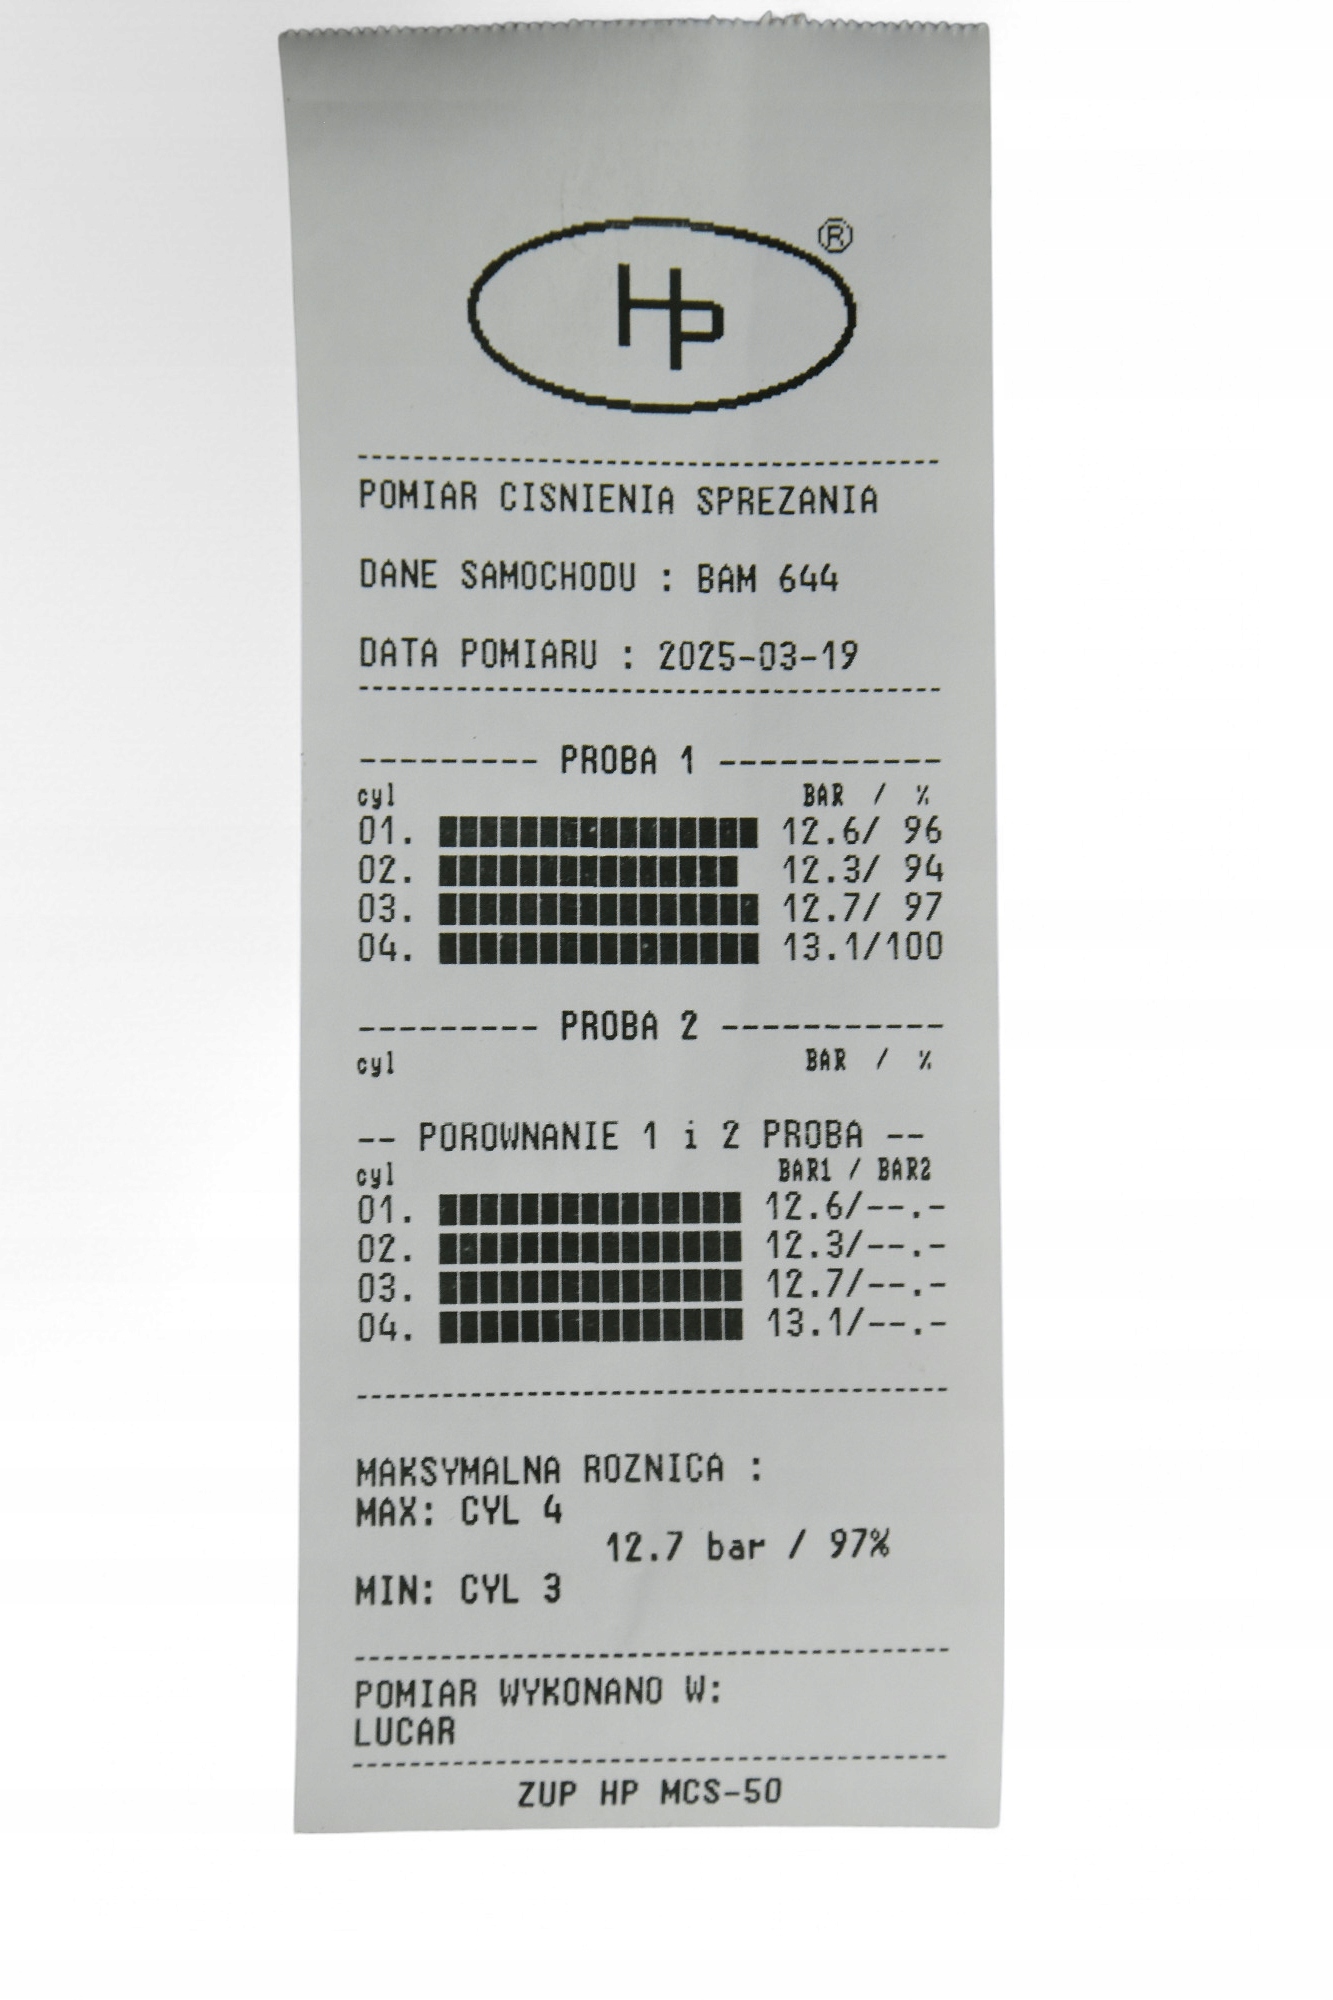 HP ®
POMIAR CISNIENIA SPREZANIA
DANE SAMOCHODU : BAM 644
DATA POMIARU : 2025-03-19
--------- PROBA 1 -----------
cyl BAR / %
01. 12.6/ 96
02. 12.3/ 94
03. 12.7/ 97
04. 13.1/100
--------- PROBA 2 -----------
cyl BAR / %
-- POROWNANIE 1 i 2 PROBA --
cyl BAR1 / BAR2
01. 12.6/--.-
02. 12.3/--.-
03. 12.7/--.-
04. 13.1/--.-
MAKSYMALNA ROZNICA :
MAX: CYL 4
12.7 bar / 97%
MIN: CYL 3
POMIAR WYKONANO W:
LUCAR
ZUP HP MCS-50